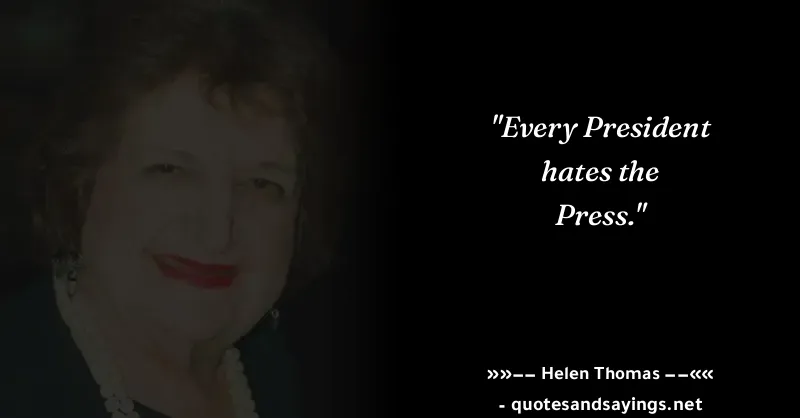 "Every President
hates the
Press."
»»–– Helen Thomas ––««
- quotesandsayings.net